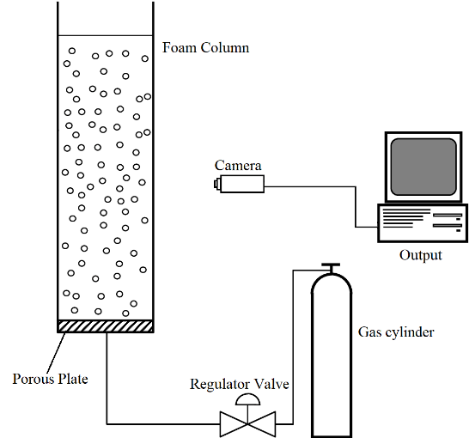 Foam Column
Camera
Output
Gas cylinder
Porous Plate
Regulator Valve